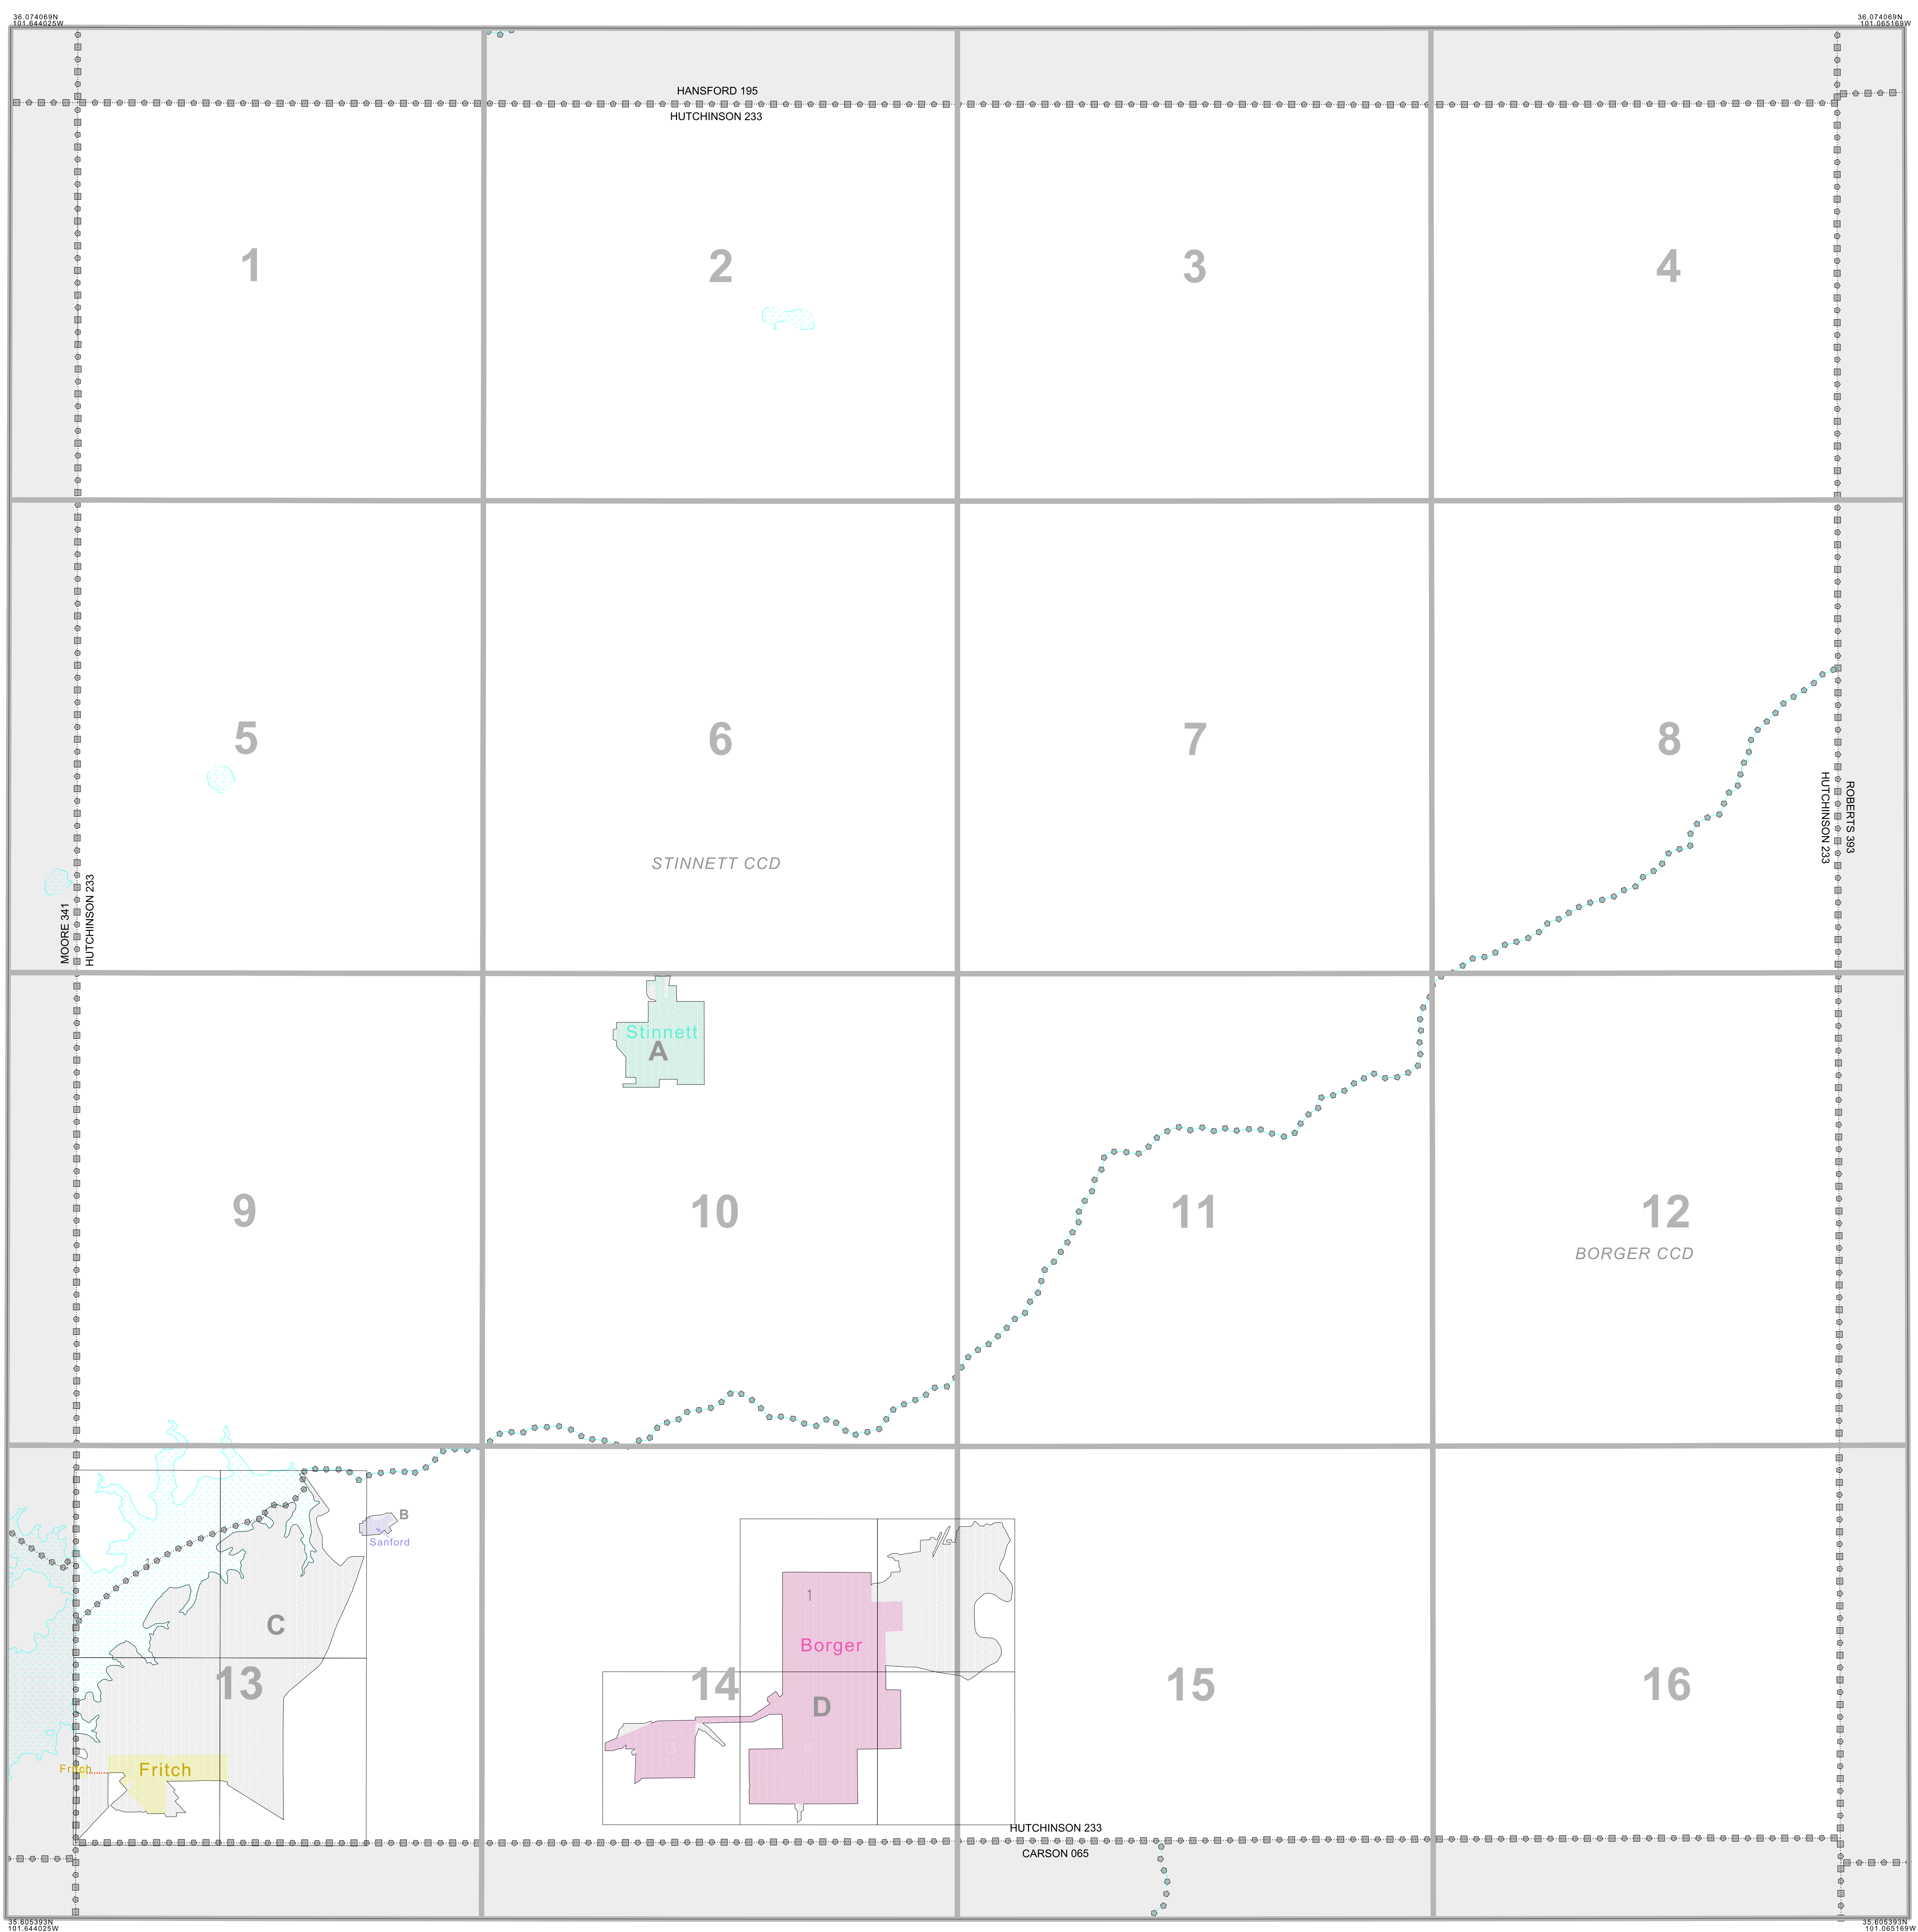 36.074069N
101.644025W
36.074069N
101.065169W
HANSFORD 195
HUTCHINSON 233
1
2
3
4
5
6
7
8
STINNETT CCD
MOORE 341
HUTCHINSON 233
HUTCHINSON 233
ROBERTS 393
Stinnett
A
9
10
11
12
BORGER CCD
B
Sanford
1
C
13
1
Borger
14
D
15
16
Fritch
Fritch
HUTCHINSON 233
CARSON 065
35.605393N
101.644025W
35.605393N
101.065169W